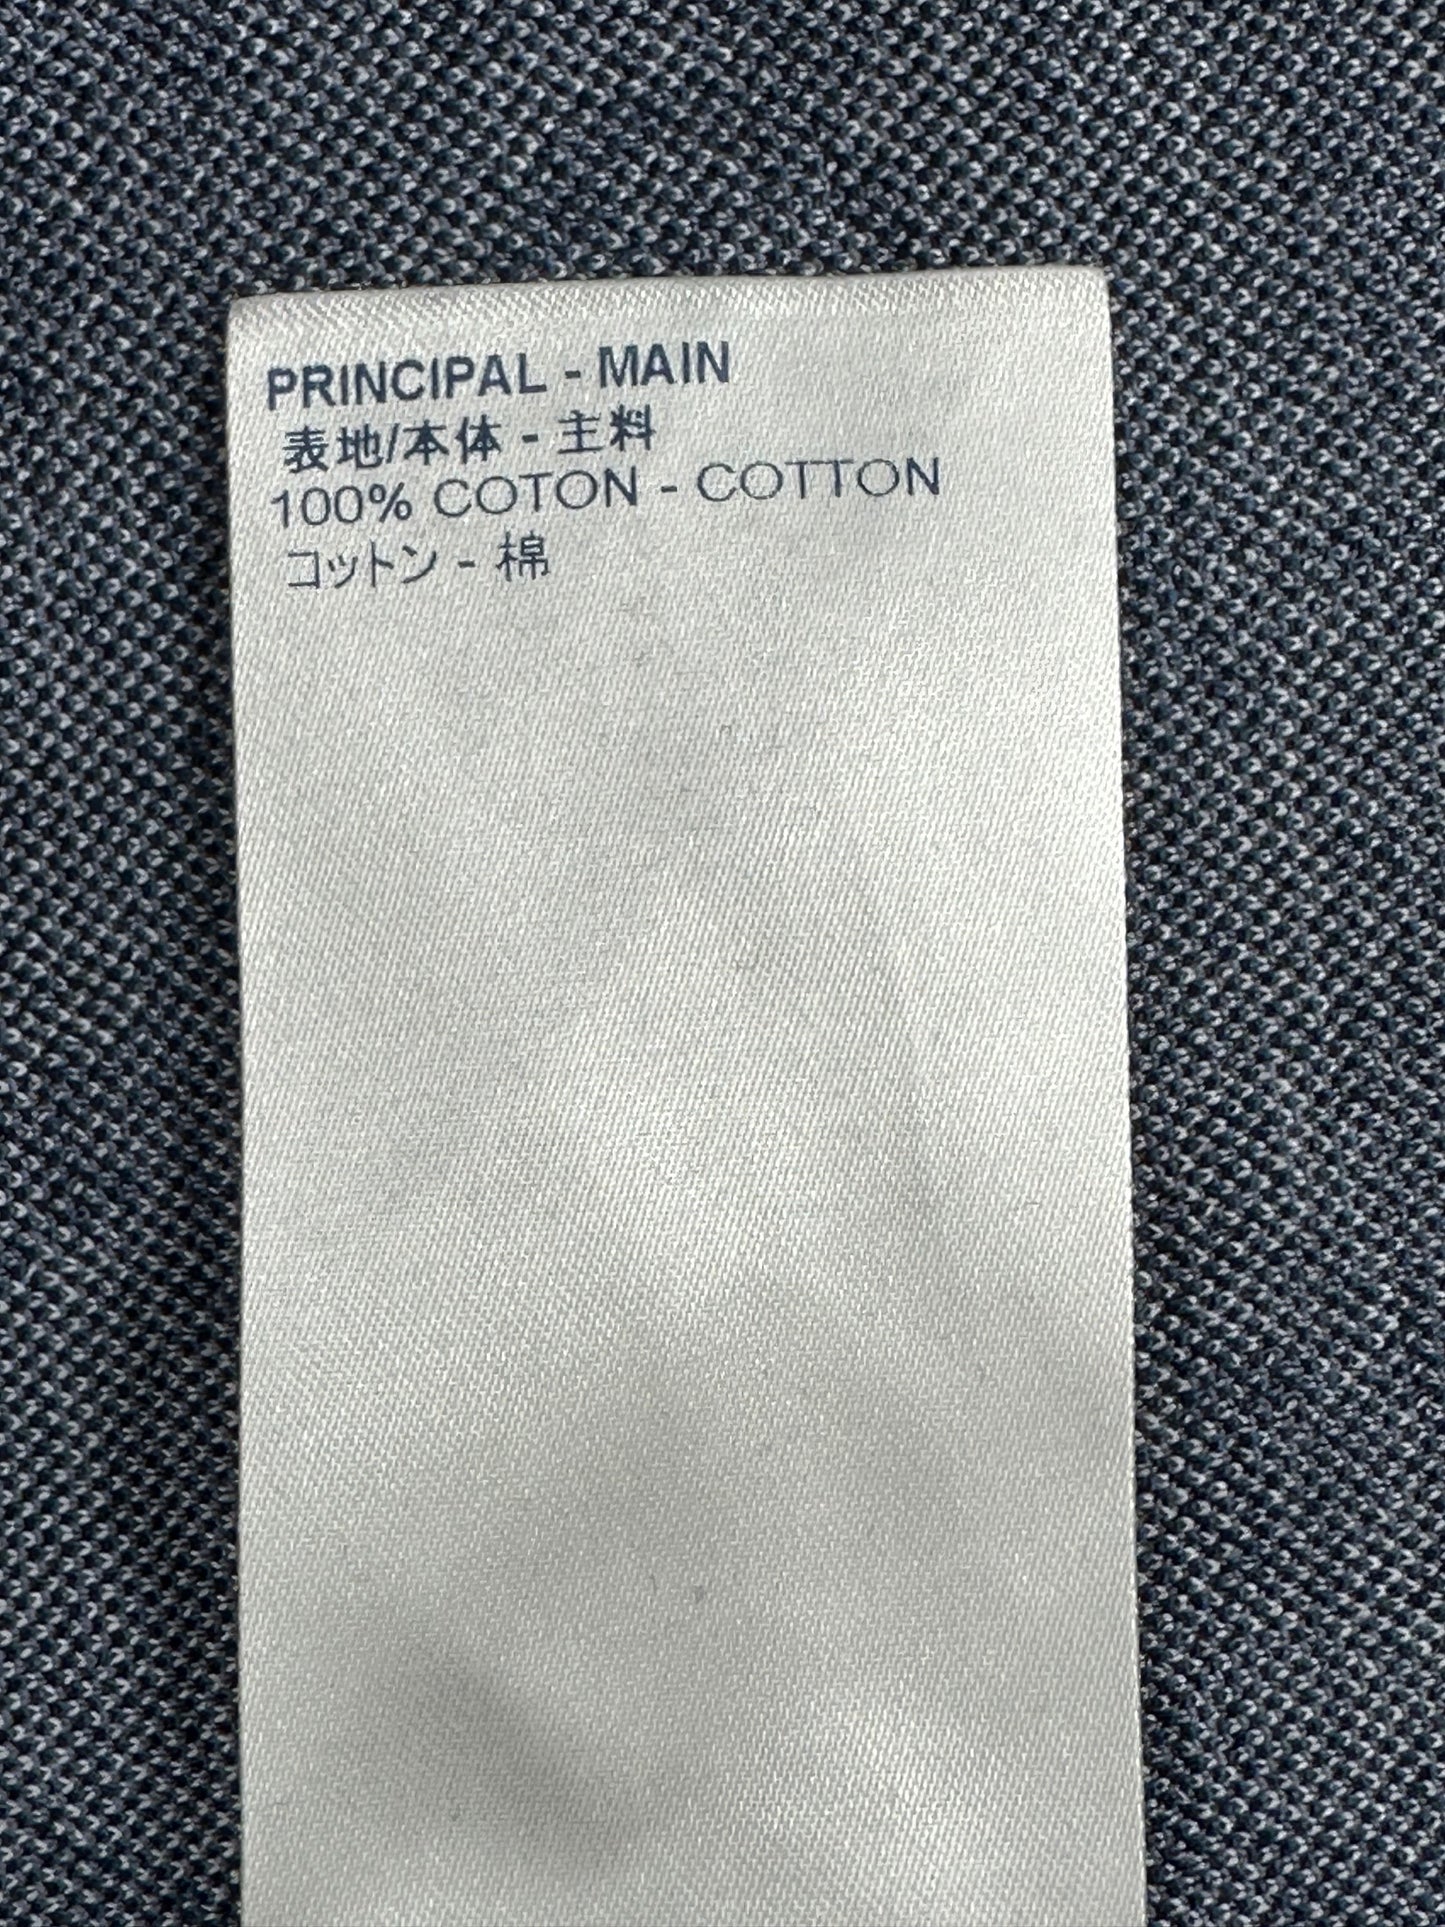 PRINCIPAL - MAIN
表地/本体 - 主料
100% COTON - COTTON
コットン - 棉